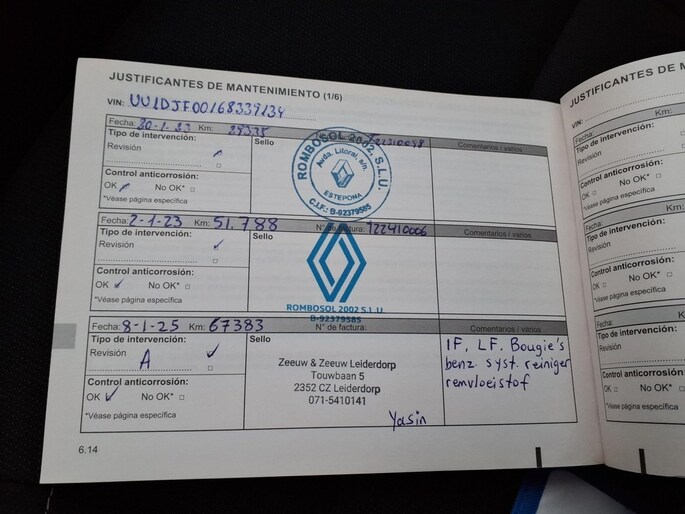 JUSTIFICANTES DE MANTENIMIENTO (1/6)
VIN: UU1DJF00168339134
Fecha: 30-1-23 Km: 29335
Tipo de intervención:
Revisión
Sello
Comentarios / varios
ROMBOSOL 2002, S.L.U.
Avda. Litoral, s/n.
ESTEPONA
C.I.F.: B-92379585
Control anticorrosión:
OK No OK*
*Véase página específica
Fecha: 2-1-23 Km: 51.788 N° de factura: 122410006
Tipo de intervención:
Revisión
Sello
Comentarios / varios
ROMBOSOL 2002 S.L.U
B-92379585
Control anticorrosión:
OK No OK*
*Véase página específica
Fecha: 8-1-25 Km: 67383 N° de factura:
Tipo de intervención:
Revisión
A
Sello
Zeeuw & Zeeuw Leiderdorp
Touwbaan 5
2352 CZ Leiderdorp
071-5410141
Yasin
Comentarios / varios
IF, LF. Bougie's
benz. syst. reiniger
remvloeistof
Control anticorrosión:
OK No OK*
*Véase página específica
6.14
JUSTIFICANTES DE MA
VIN:
Fecha: Km:
Tipo de intervención:
Revisión
Control anticorrosión:
OK No OK*
*Véase página específica
Fecha: Km:
Tipo de intervención:
Revisión
Control anticorrosión:
OK No OK*
*Véase página específica
Fecha: Km:
Tipo de intervención:
Revisión
Control anticorrosión:
OK No OK*
*Véase página específica